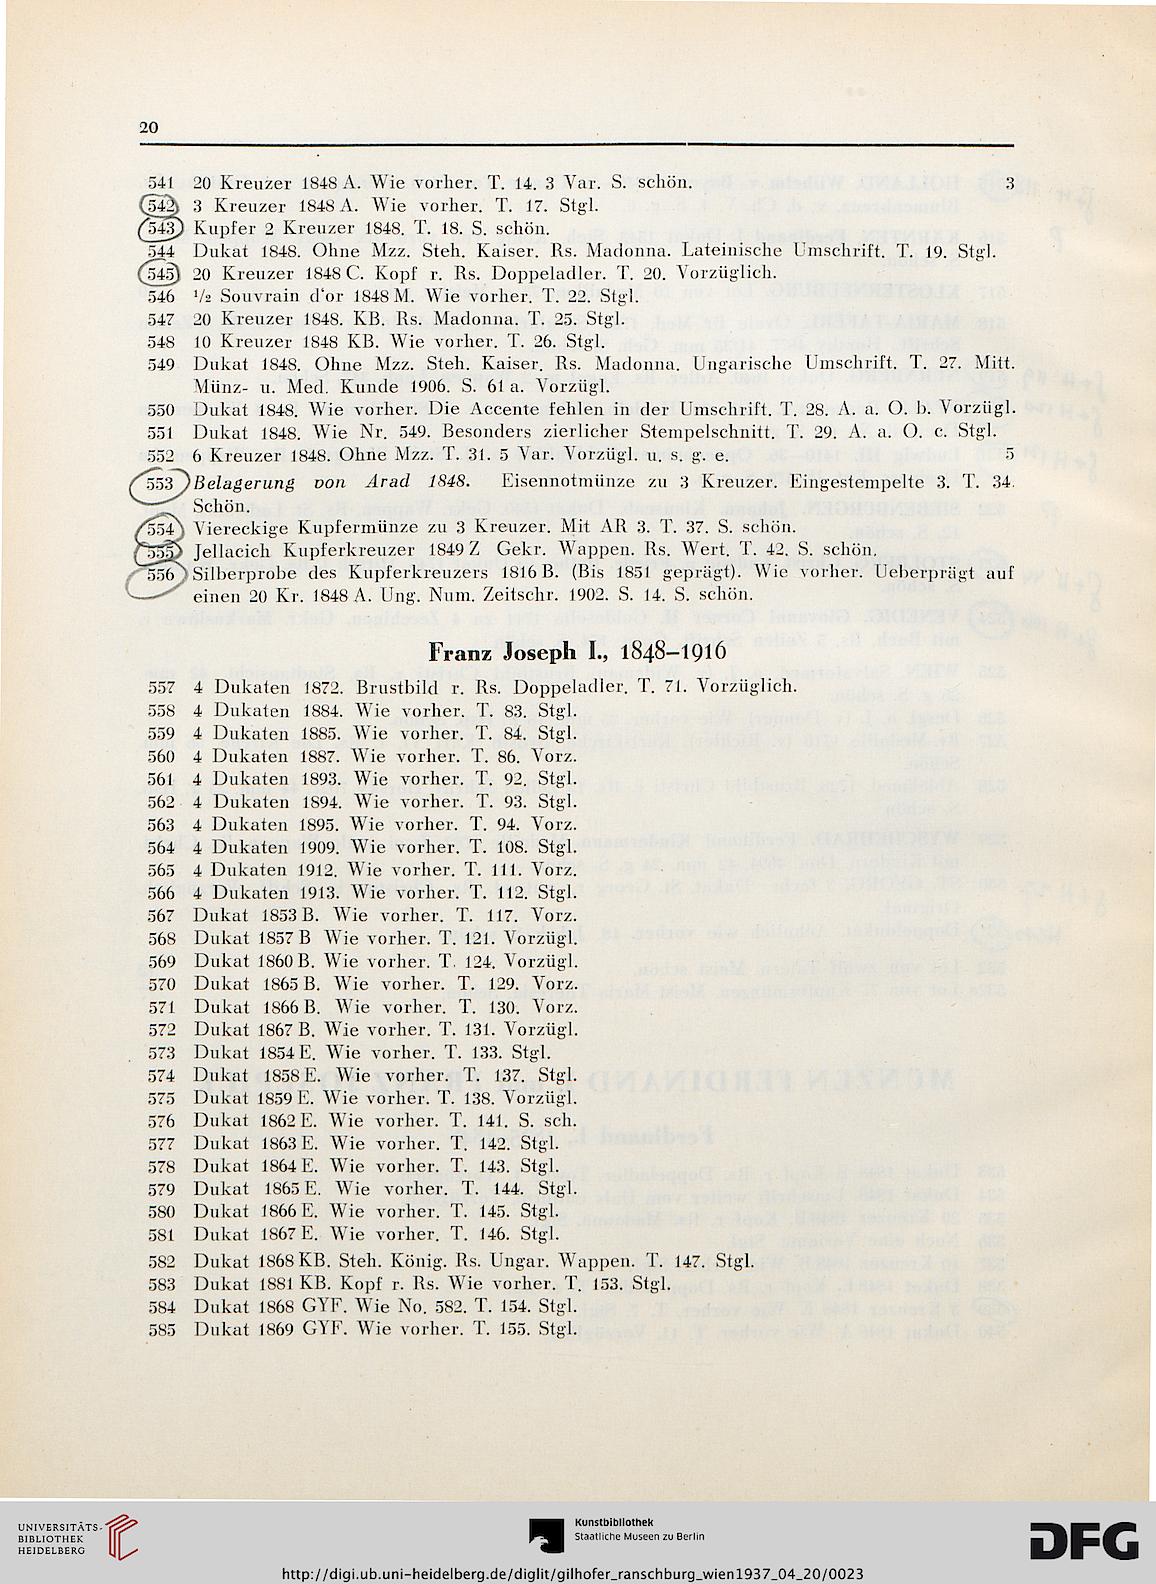 20
541 20 Kreuzer 1848 A. Wie vorher. T. 14. 3 Var. S. schön. 3
542 3 Kreuzer 1848 A. Wie vorher. T. 17. Stgl.
543 Kupfer 2 Kreuzer 1848. T. 18. S. schön.
544 Dukat 1848. Ohne Mzz. Steh. Kaiser. Rs. Madonna. Lateinische Umschrift. T. 19. Stgl.
545 20 Kreuzer 1848 C. Kopf r. Rs. Doppeladler. T. 20. Vorzüglich.
546 ½ Souvrain d'or 1848 M. Wie vorher. T. 22. Stgl.
547 20 Kreuzer 1848. KB. Rs. Madonna. T. 25. Stgl.
548 10 Kreuzer 1848 KB. Wie vorher. T. 26. Stgl.
549 Dukat 1848. Ohne Mzz. Steh. Kaiser. Rs. Madonna. Ungarische Umschrift. T. 27. Mitt.
Münz- u. Med. Kunde 1906. S. 61 a. Vorzügl.
550 Dukat 1848. Wie vorher. Die Accente fehlen in der Umschrift. T. 28. A. a. O. b. Vorzügl.
551 Dukat 1848. Wie Nr. 549. Besonders zierlicher Stempelschnitt. T. 29. A. a. O. c. Stgl.
552 6 Kreuzer 1848. Ohne Mzz. T. 31. 5 Var. Vorzügl. u. s. g. e. 5
553 Belagerung von Arad 1848. Eisennotmünze zu 3 Kreuzer. Eingestempelte 3. T. 34.
Schön.
554 Viereckige Kupfermünze zu 3 Kreuzer. Mit AR 3. T. 37. S. schön.
555 Jellacich Kupferkreuzer 1849 Z Gekr. Wappen. Rs. Wert. T. 42. S. schön.
556 Silberprobe des Kupferkreuzers 1816 B. (Bis 1851 geprägt). Wie vorher. Ueberprägt auf
einen 20 Kr. 1848 A. Ung. Num. Zeitschr. 1902. S. 14. S. schön.
Franz Joseph I., 1848–1916
557 4 Dukaten 1872. Brustbild r. Rs. Doppeladler. T. 71. Vorzüglich.
558 4 Dukaten 1884. Wie vorher. T. 83. Stgl.
559 4 Dukaten 1885. Wie vorher. T. 84. Stgl.
560 4 Dukaten 1887. Wie vorher. T. 86. Vorz.
561 4 Dukaten 1893. Wie vorher. T. 92. Stgl.
562 4 Dukaten 1894. Wie vorher. T. 93. Stgl.
563 4 Dukaten 1895. Wie vorher. T. 94. Vorz.
564 4 Dukaten 1909. Wie vorher. T. 108. Stgl.
565 4 Dukaten 1912. Wie vorher. T. 111. Vorz.
566 4 Dukaten 1913. Wie vorher. T. 112. Stgl.
567 Dukat 1853 B. Wie vorher. T. 117. Vorz.
568 Dukat 1857 B Wie vorher. T. 121. Vorzügl.
569 Dukat 1860 B. Wie vorher. T. 124. Vorzügl.
570 Dukat 1865 B. Wie vorher. T. 129. Vorz.
571 Dukat 1866 B. Wie vorher. T. 130. Vorz.
572 Dukat 1867 B. Wie vorher. T. 131. Vorzügl.
573 Dukat 1854 E. Wie vorher. T. 133. Stgl.
574 Dukat 1858 E. Wie vorher. T. 137. Stgl.
575 Dukat 1859 E. Wie vorher. T. 138. Vorzügl.
576 Dukat 1862 E. Wie vorher. T. 141. S. sch.
577 Dukat 1863 E. Wie vorher. T. 142. Stgl.
578 Dukat 1864 E. Wie vorher. T. 143. Stgl.
579 Dukat 1865 E. Wie vorher. T. 144. Stgl.
580 Dukat 1866 E. Wie vorher. T. 145. Stgl.
581 Dukat 1867 E. Wie vorher. T. 146. Stgl.
582 Dukat 1868 KB. Steh. König. Rs. Ungar. Wappen. T. 147. Stgl.
583 Dukat 1881 KB. Kopf r. Rs. Wie vorher. T. 153. Stgl.
584 Dukat 1868 GYF. Wie No. 582. T. 154. Stgl.
585 Dukat 1869 GYF. Wie vorher. T. 155. Stgl.
UNIVERSITÄTS-
BIBLIOTHEK
HEIDELBERG
Kunstbibliothek
Staatliche Museen zu Berlin
DFG
http://digi.ub.uni-heidelberg.de/diglit/gilhofer_ranschburg_wien1937_04_20/0023